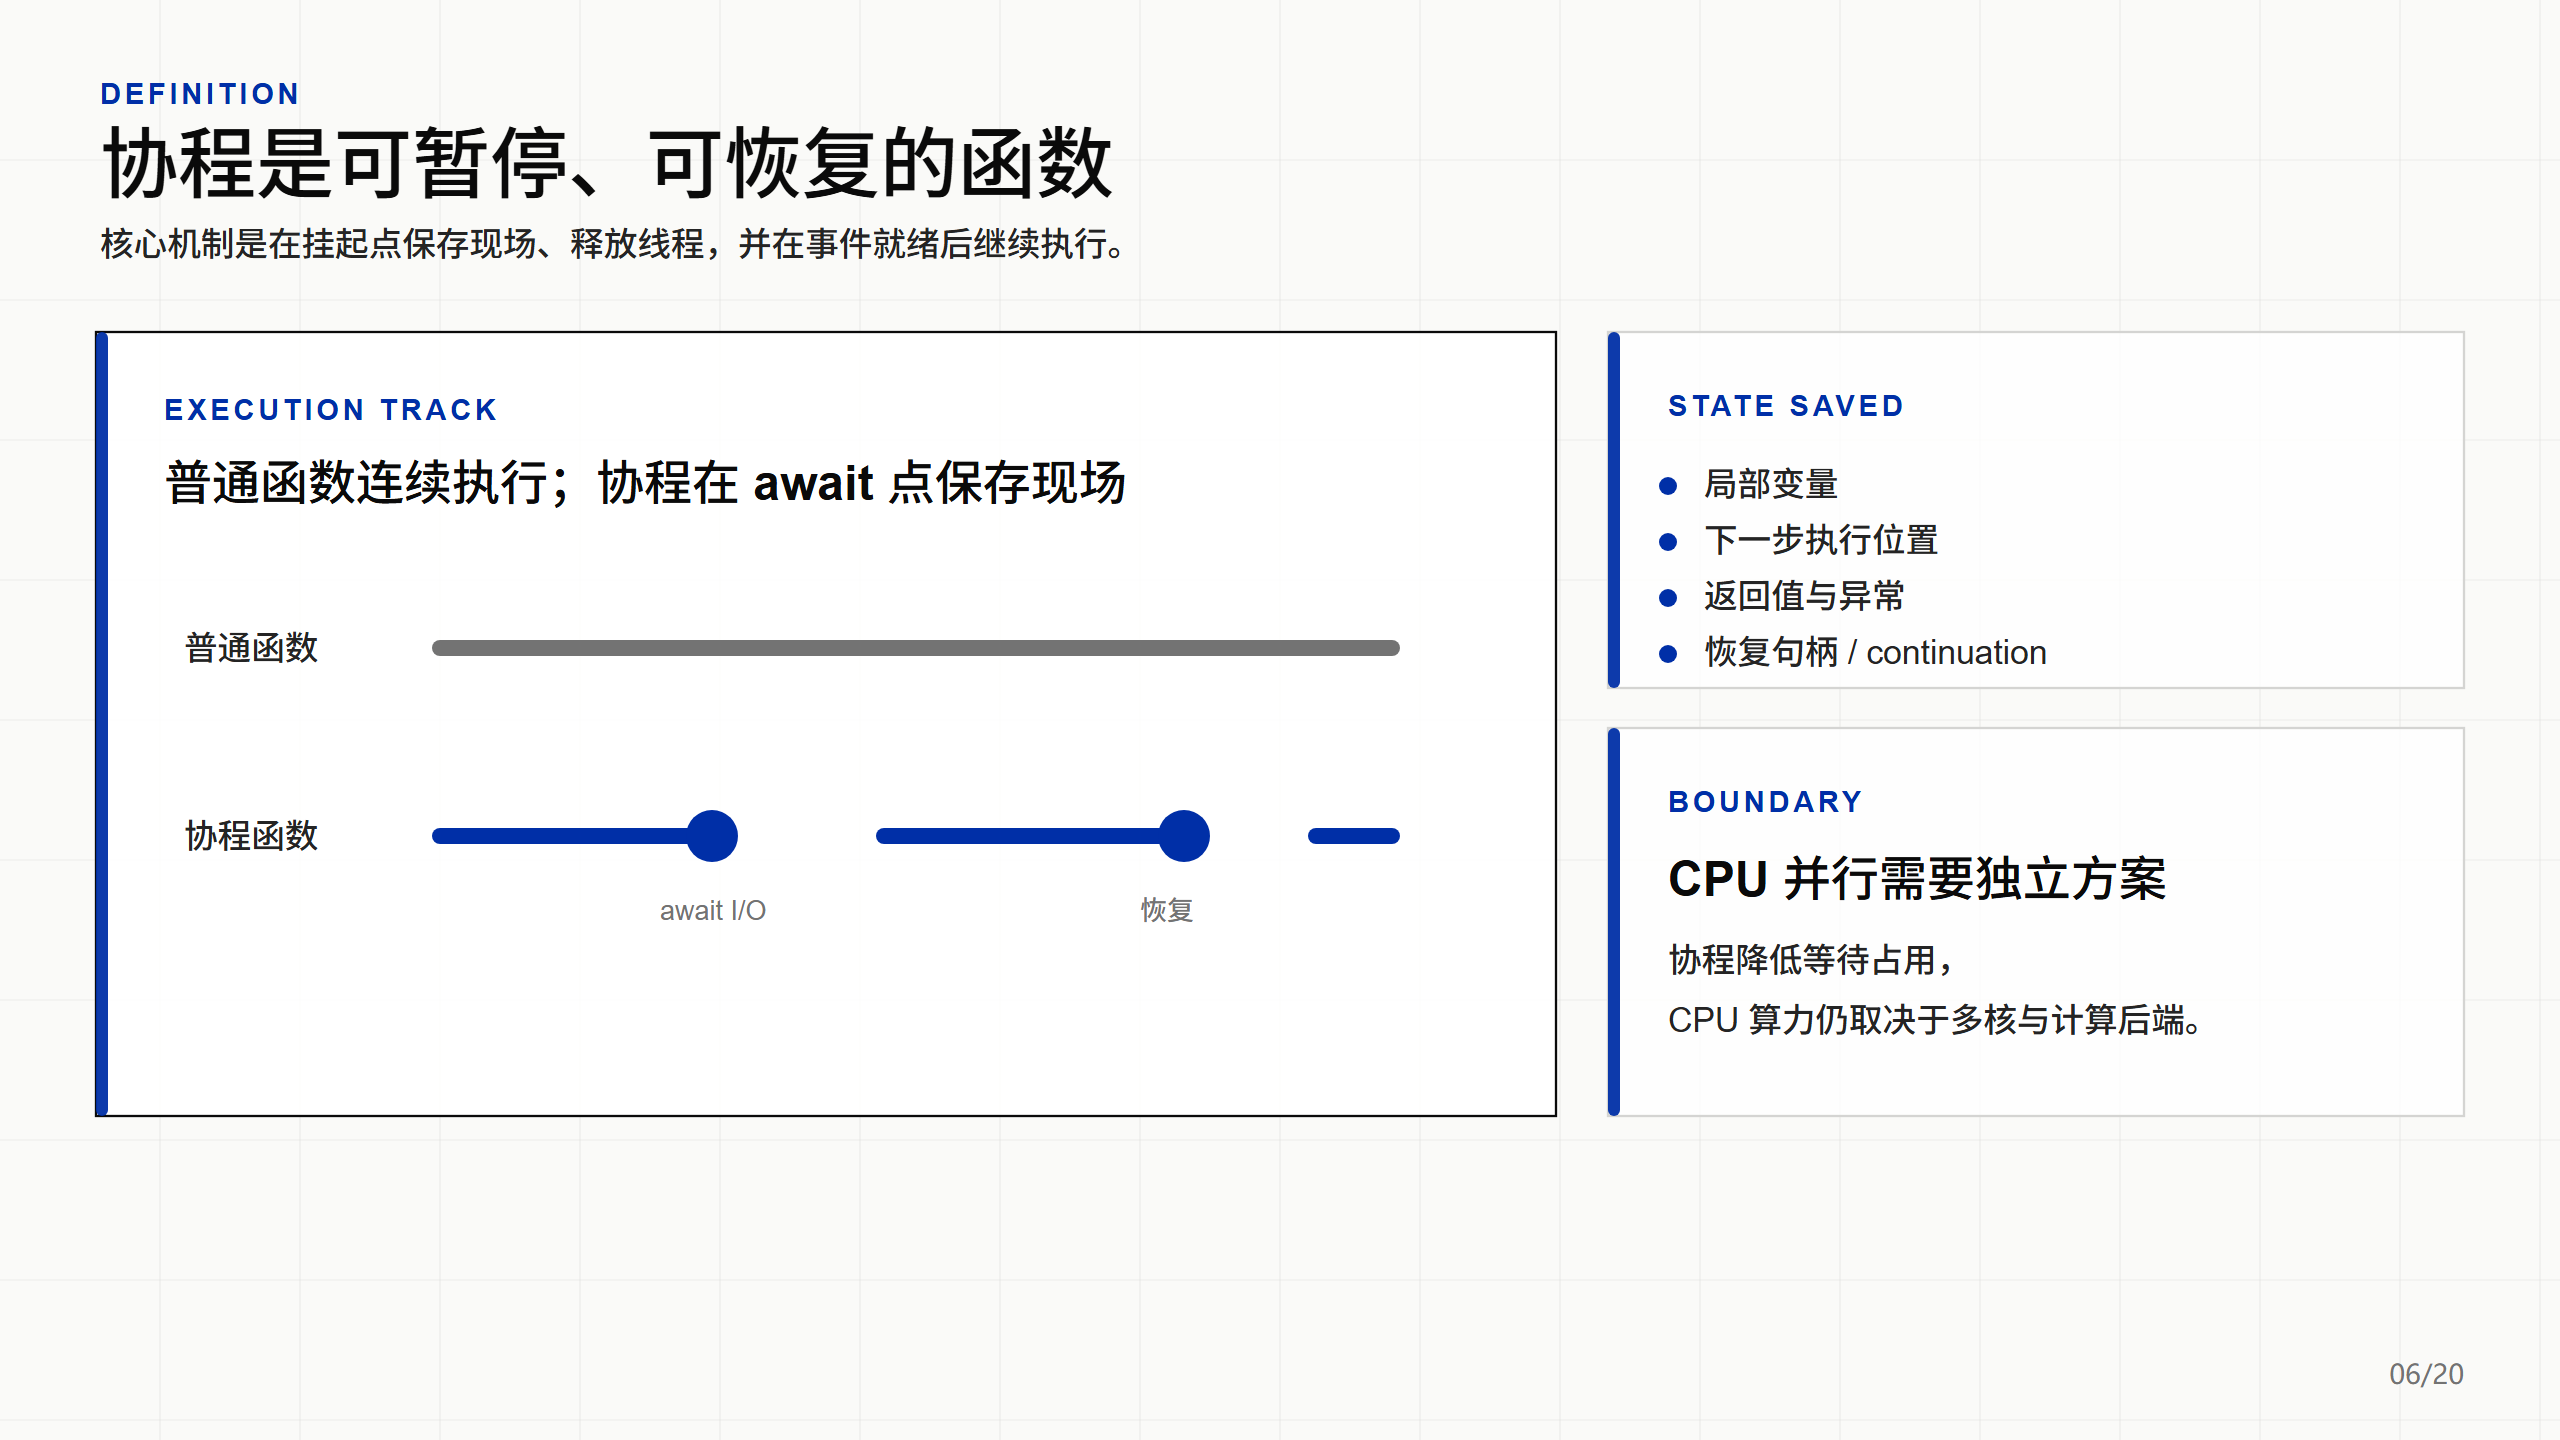 DEFINITION
协程是可暂停、可恢复的函数
核心机制是在挂起点保存现场、释放线程，并在事件就绪后继续执行。
EXECUTION TRACK
普通函数连续执行；协程在 await 点保存现场
普通函数
协程函数
await I/O
恢复
STATE SAVED
局部变量
下一步执行位置
返回值与异常
恢复句柄 / continuation
BOUNDARY
CPU 并行需要独立方案
协程降低等待占用，
CPU 算力仍取决于多核与计算后端。
06/20